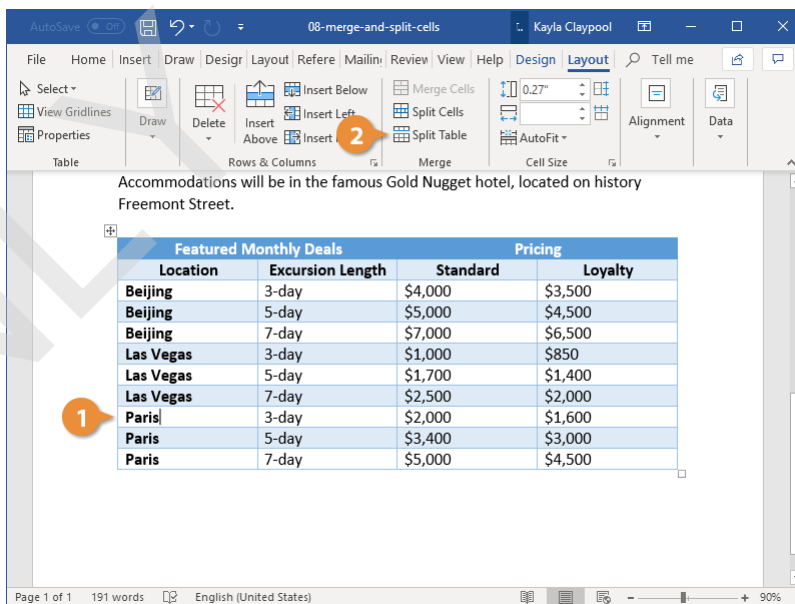 AutoSave Off 08-merge-and-split-cells Kayla Claypool
File Home Insert Draw Desigr Layout Refere Mailin Review View Help Design Layout Tell me
Select Insert Below Merge Cells 0.27"
View Gridlines Draw Delete Insert Above Insert Left Split Cells Alignment Data
Properties Insert 2 Split Table AutoFit
Table Rows & Columns Merge Cell Size
Accommodations will be in the famous Gold Nugget hotel, located on history
Freemont Street.
Featured Monthly Deals Pricing
Location Excursion Length Standard Loyalty
Beijing 3-day $4,000 $3,500
Beijing 5-day $5,000 $4,500
Beijing 7-day $7,000 $6,500
Las Vegas 3-day $1,000 $850
Las Vegas 5-day $1,700 $1,400
Las Vegas 7-day $2,500 $2,000
1 Paris 3-day $2,000 $1,600
Paris 5-day $3,400 $3,000
Paris 7-day $5,000 $4,500
Page 1 of 1 191 words English (United States) 90%